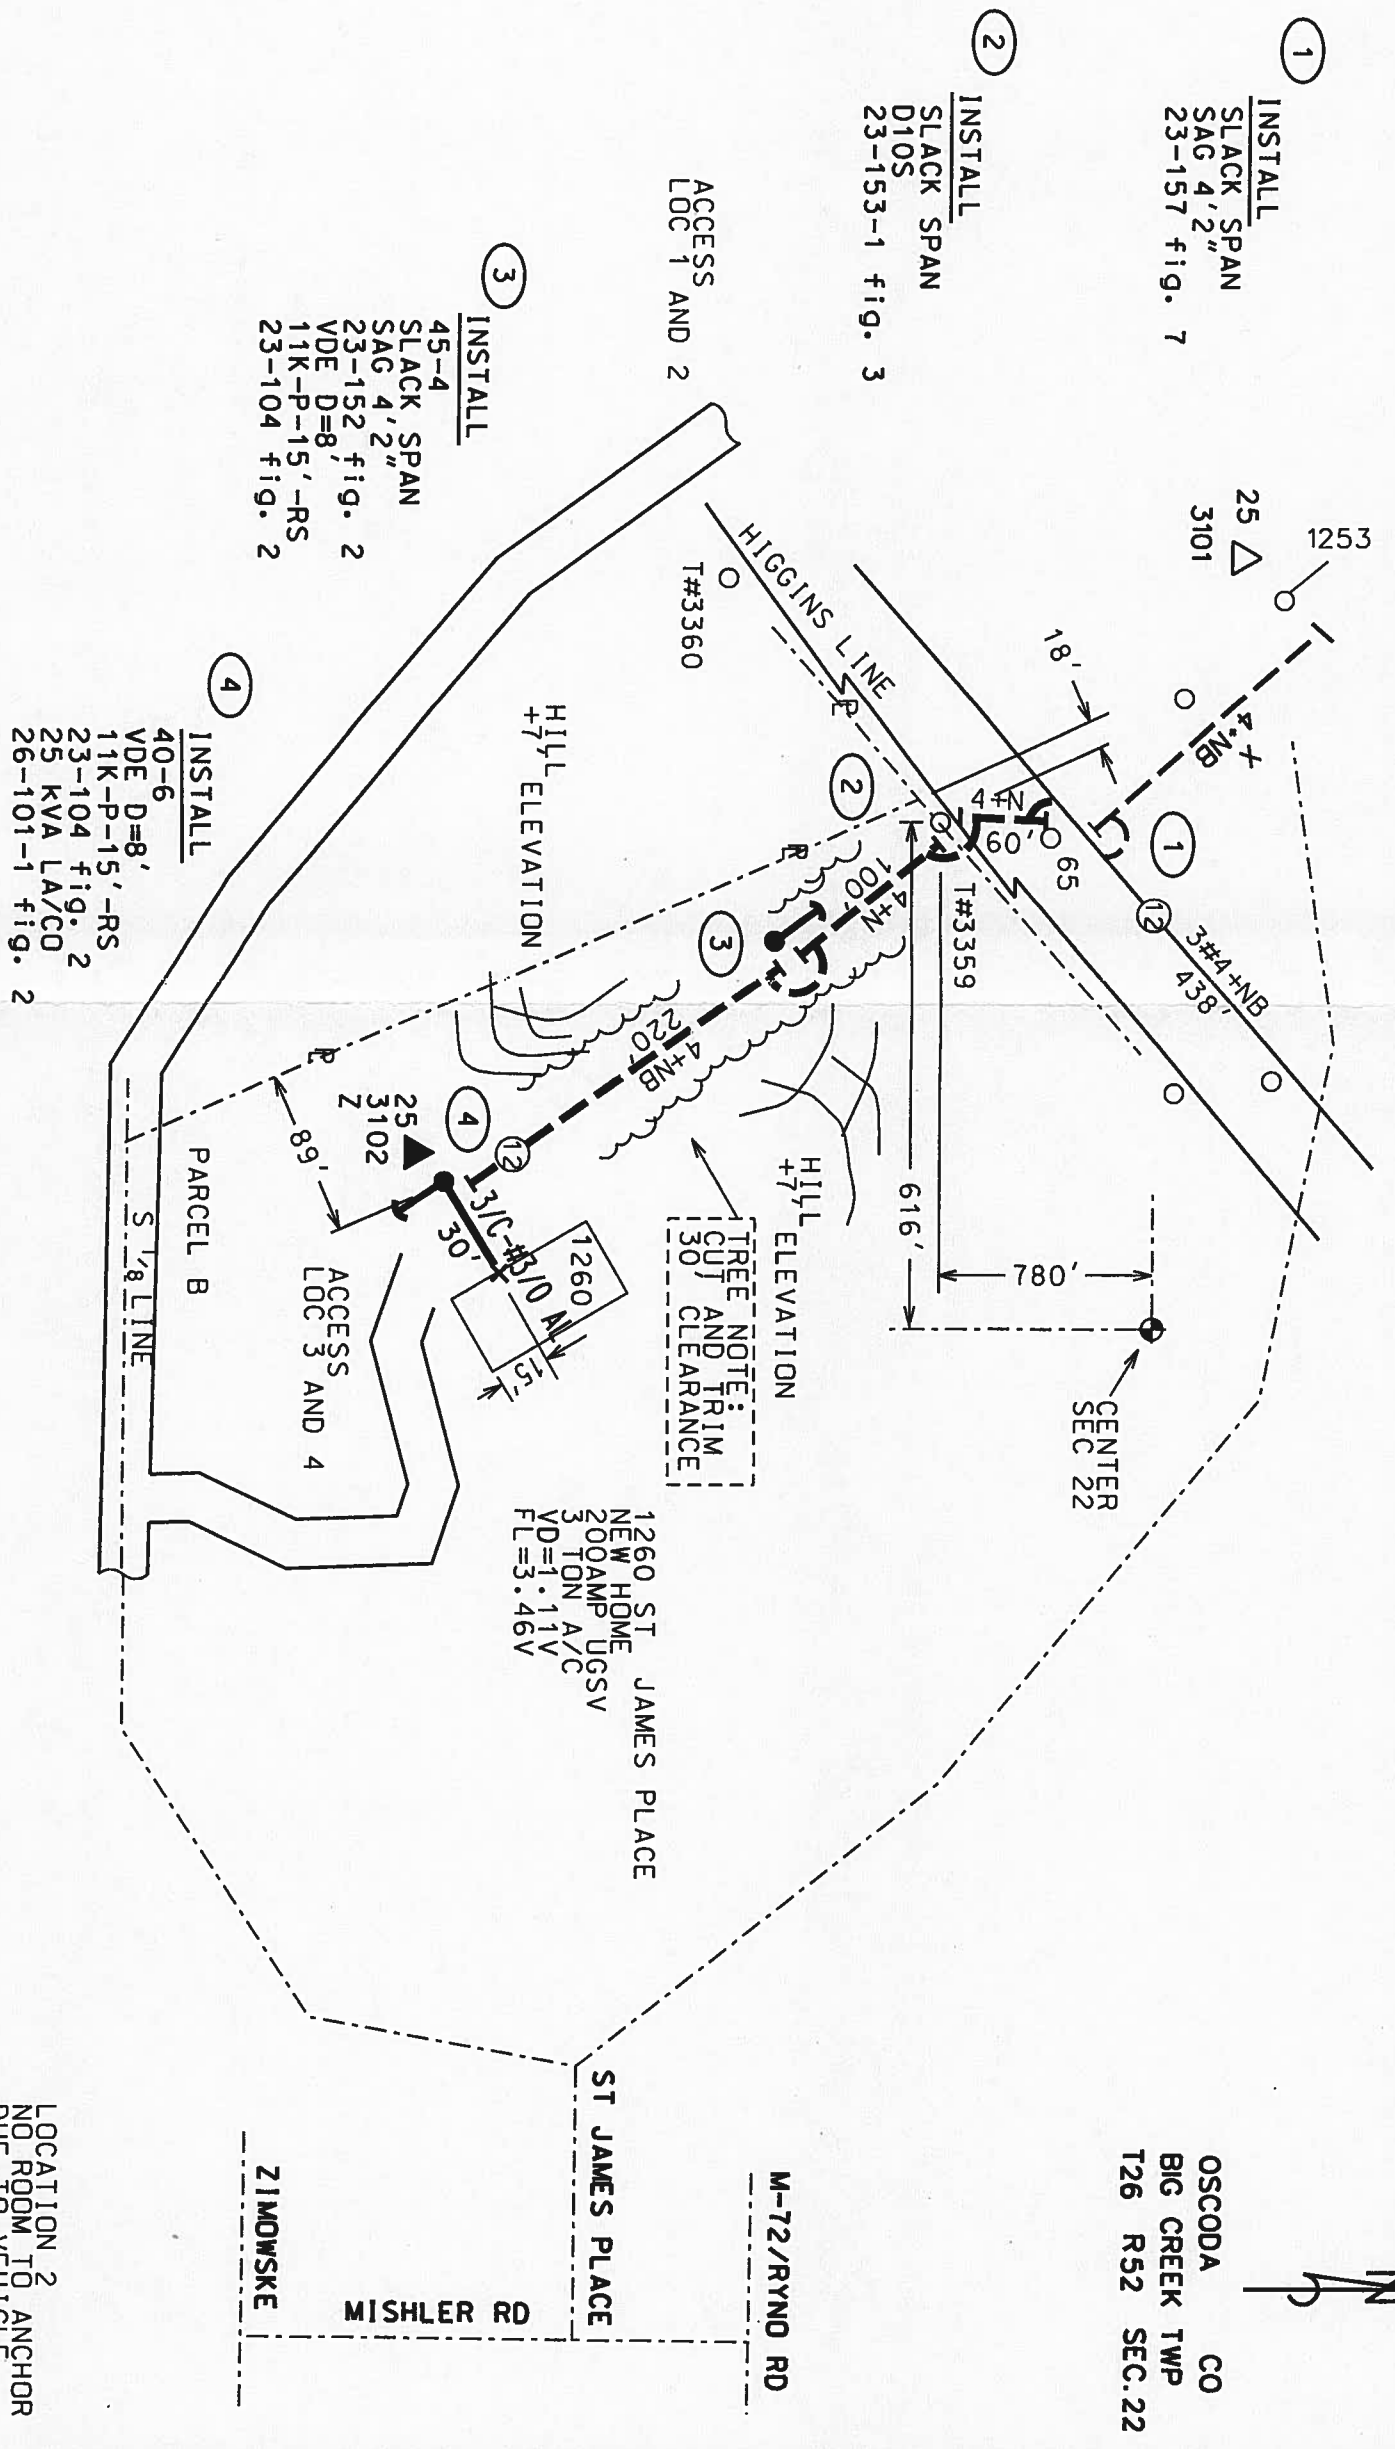 1
INSTALL
SLACK SPAN
SAG 4'2"
23-157 fig. 7
2
INSTALL
SLACK SPAN
D10S
23-153-1 fig. 3
ACCESS
LOC 1 AND 2
3
INSTALL
45-4
SLACK SPAN
SAG 4'2"
23-152 fig. 2
VDE D=8'
11K-P-15'-RS
23-104 fig. 2
4
INSTALL
40-6
VDE D=8'
11K-P-15'-RS
23-104 fig. 2
25 kVA LA/CO
26-101-1 fig. 2
1253
25
3101
4+
NB
1
12
3#4+NB
438'
18'
HIGGINS LINE
T#3360
4+N
60'
65
2
T#3359
4+N
100'
3
HILL
+7' ELEVATION
4+NB
220'
HILL
+7' ELEVATION
616'
780'
CENTER
SEC 22
TREE NOTE:
CUT AND TRIM
30' CLEARANCE
25
3102
Z
4
12
3/C-#3/0 AL
30'
1260
15'
89'
PARCEL B
S 1/8 LINE
ACCESS
LOC 3 AND 4
1260 ST JAMES PLACE
NEW HOME
200AMP UGSV
3 TON A/C
VD=1.11V
FL=3.46V
N
OSCODA CO
BIG CREEK TWP
T26 R52 SEC.22
M-72/RYNO RD
ST JAMES PLACE
MISHLER RD
ZIMOWSKE
LOCATION 2
NO ROOM TO ANCHOR
DUE TO VEHICLE